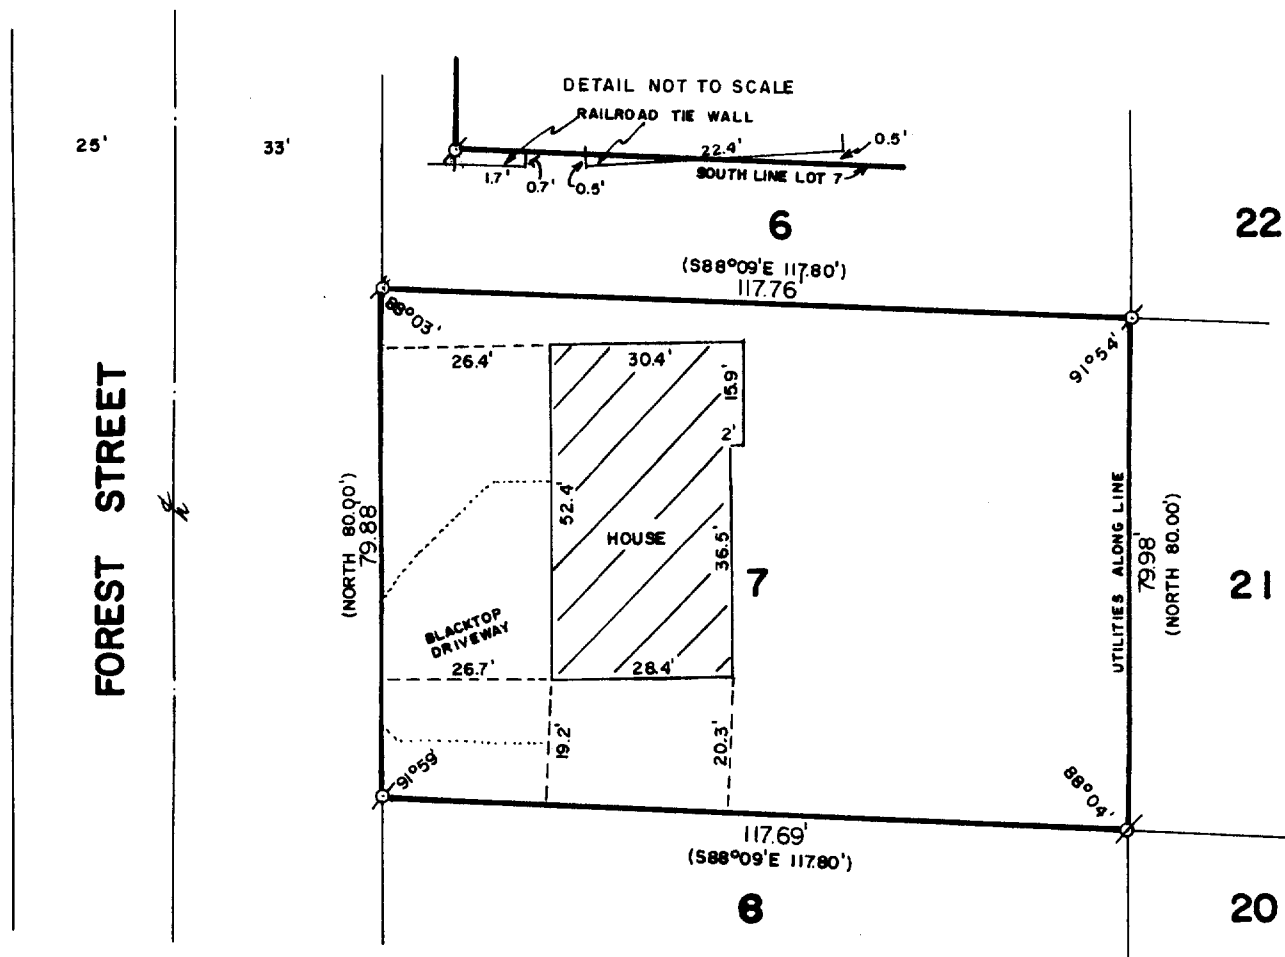 DETAIL NOT TO SCALE
RAILROAD TIE WALL
25'
33'
22.4'
0.5'
1.7'
0.7'
0.5'
SOUTH LINE LOT 7
6
22
(S88°09'E 117.80')
117.76'
88°03'
91°54'
26.4'
30.4'
15.9'
2'
FOREST STREET
(NORTH 80.00')
79.88'
52.4'
HOUSE
36.5'
7
UTILITIES ALONG LINE
79.98'
(NORTH 80.00')
21
BLACKTOP
DRIVEWAY
26.7'
28.4'
19.2'
20.3'
91°59'
88°04'
117.69'
(S88°09'E 117.80')
8
20